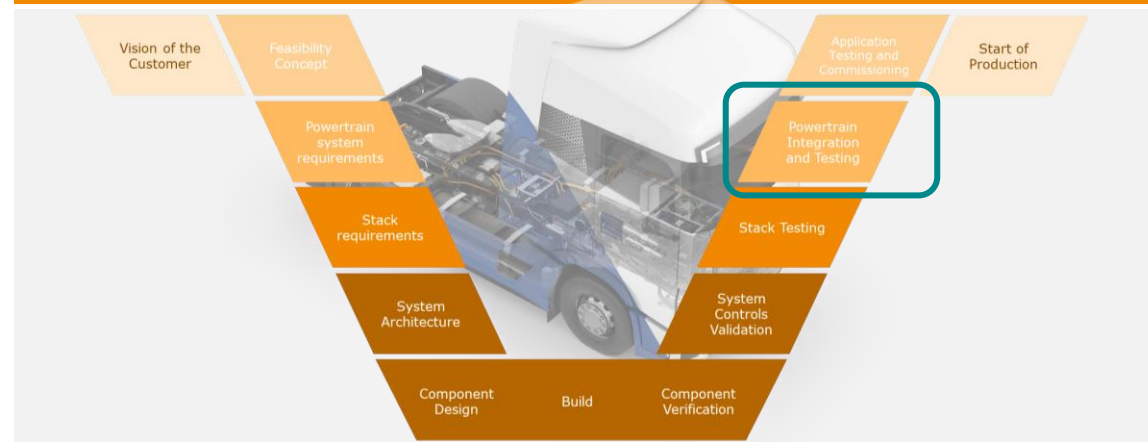 Vision of the
Customer
Feasibility
Concept
Application
Testing and
Commissioning
Start of
Production
Powertrain
system
requirements
Powertrain
Integration
and Testing
Stack
requirements
Stack Testing
System
Architecture
System
Controls
Validation
Component
Design
Build
Component
Verification